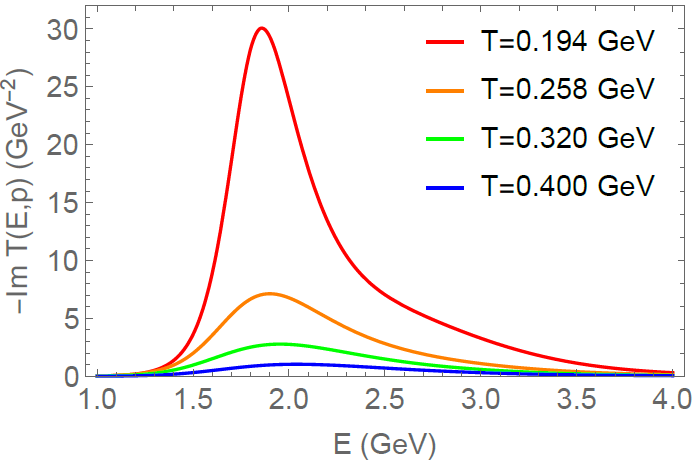 −Im T(E,p) (GeV⁻²)
30
25
20
15
10
5
0
T=0.194 GeV
T=0.258 GeV
T=0.320 GeV
T=0.400 GeV
1.0 1.5 2.0 2.5 3.0 3.5 4.0
E (GeV)